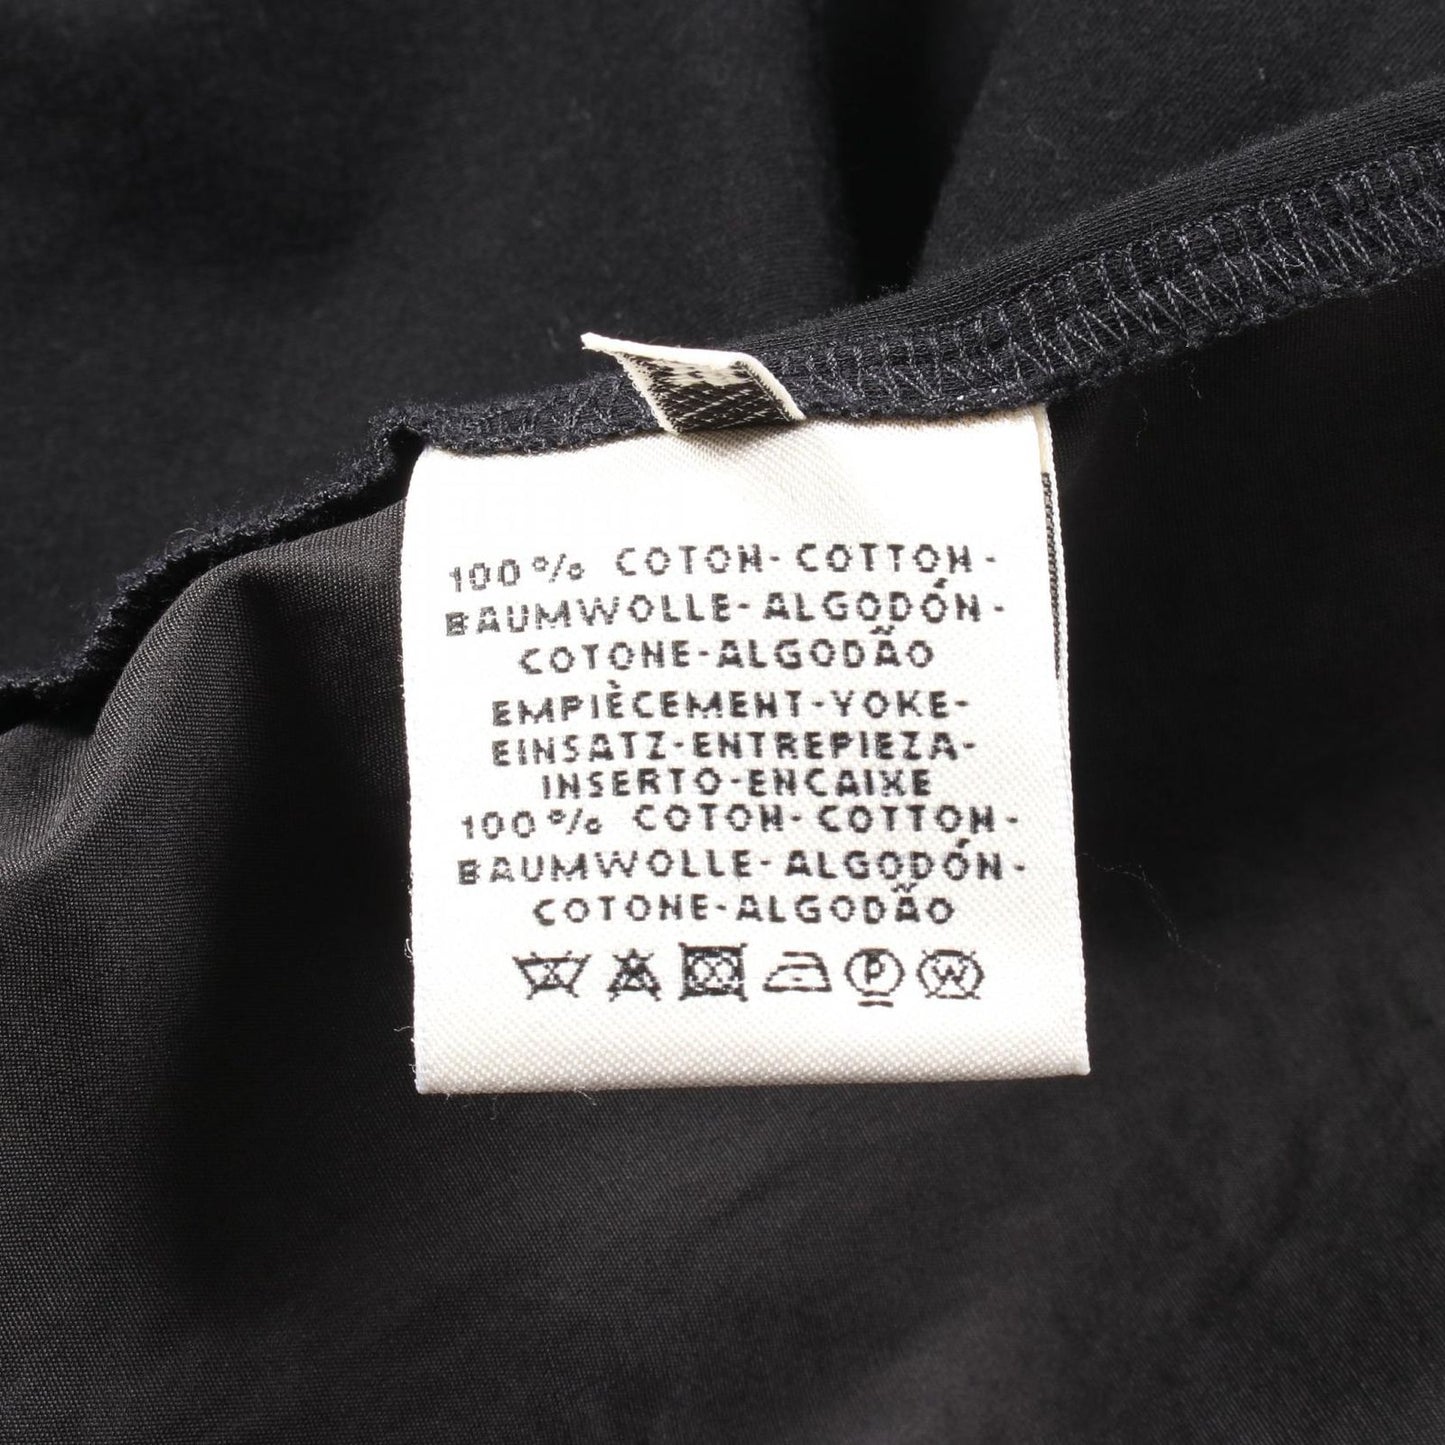 100% COTON-COTTON-
BAUMWOLLE-ALGODÓN-
COTONE-ALGODÃO
EMPIÈCEMENT-YOKE-
EINSATZ-ENTREPIEZA-
INSERTO-ENCAIXE
100% COTON-COTTON-
BAUMWOLLE-ALGODÓN-
COTONE-ALGODÃO
P W